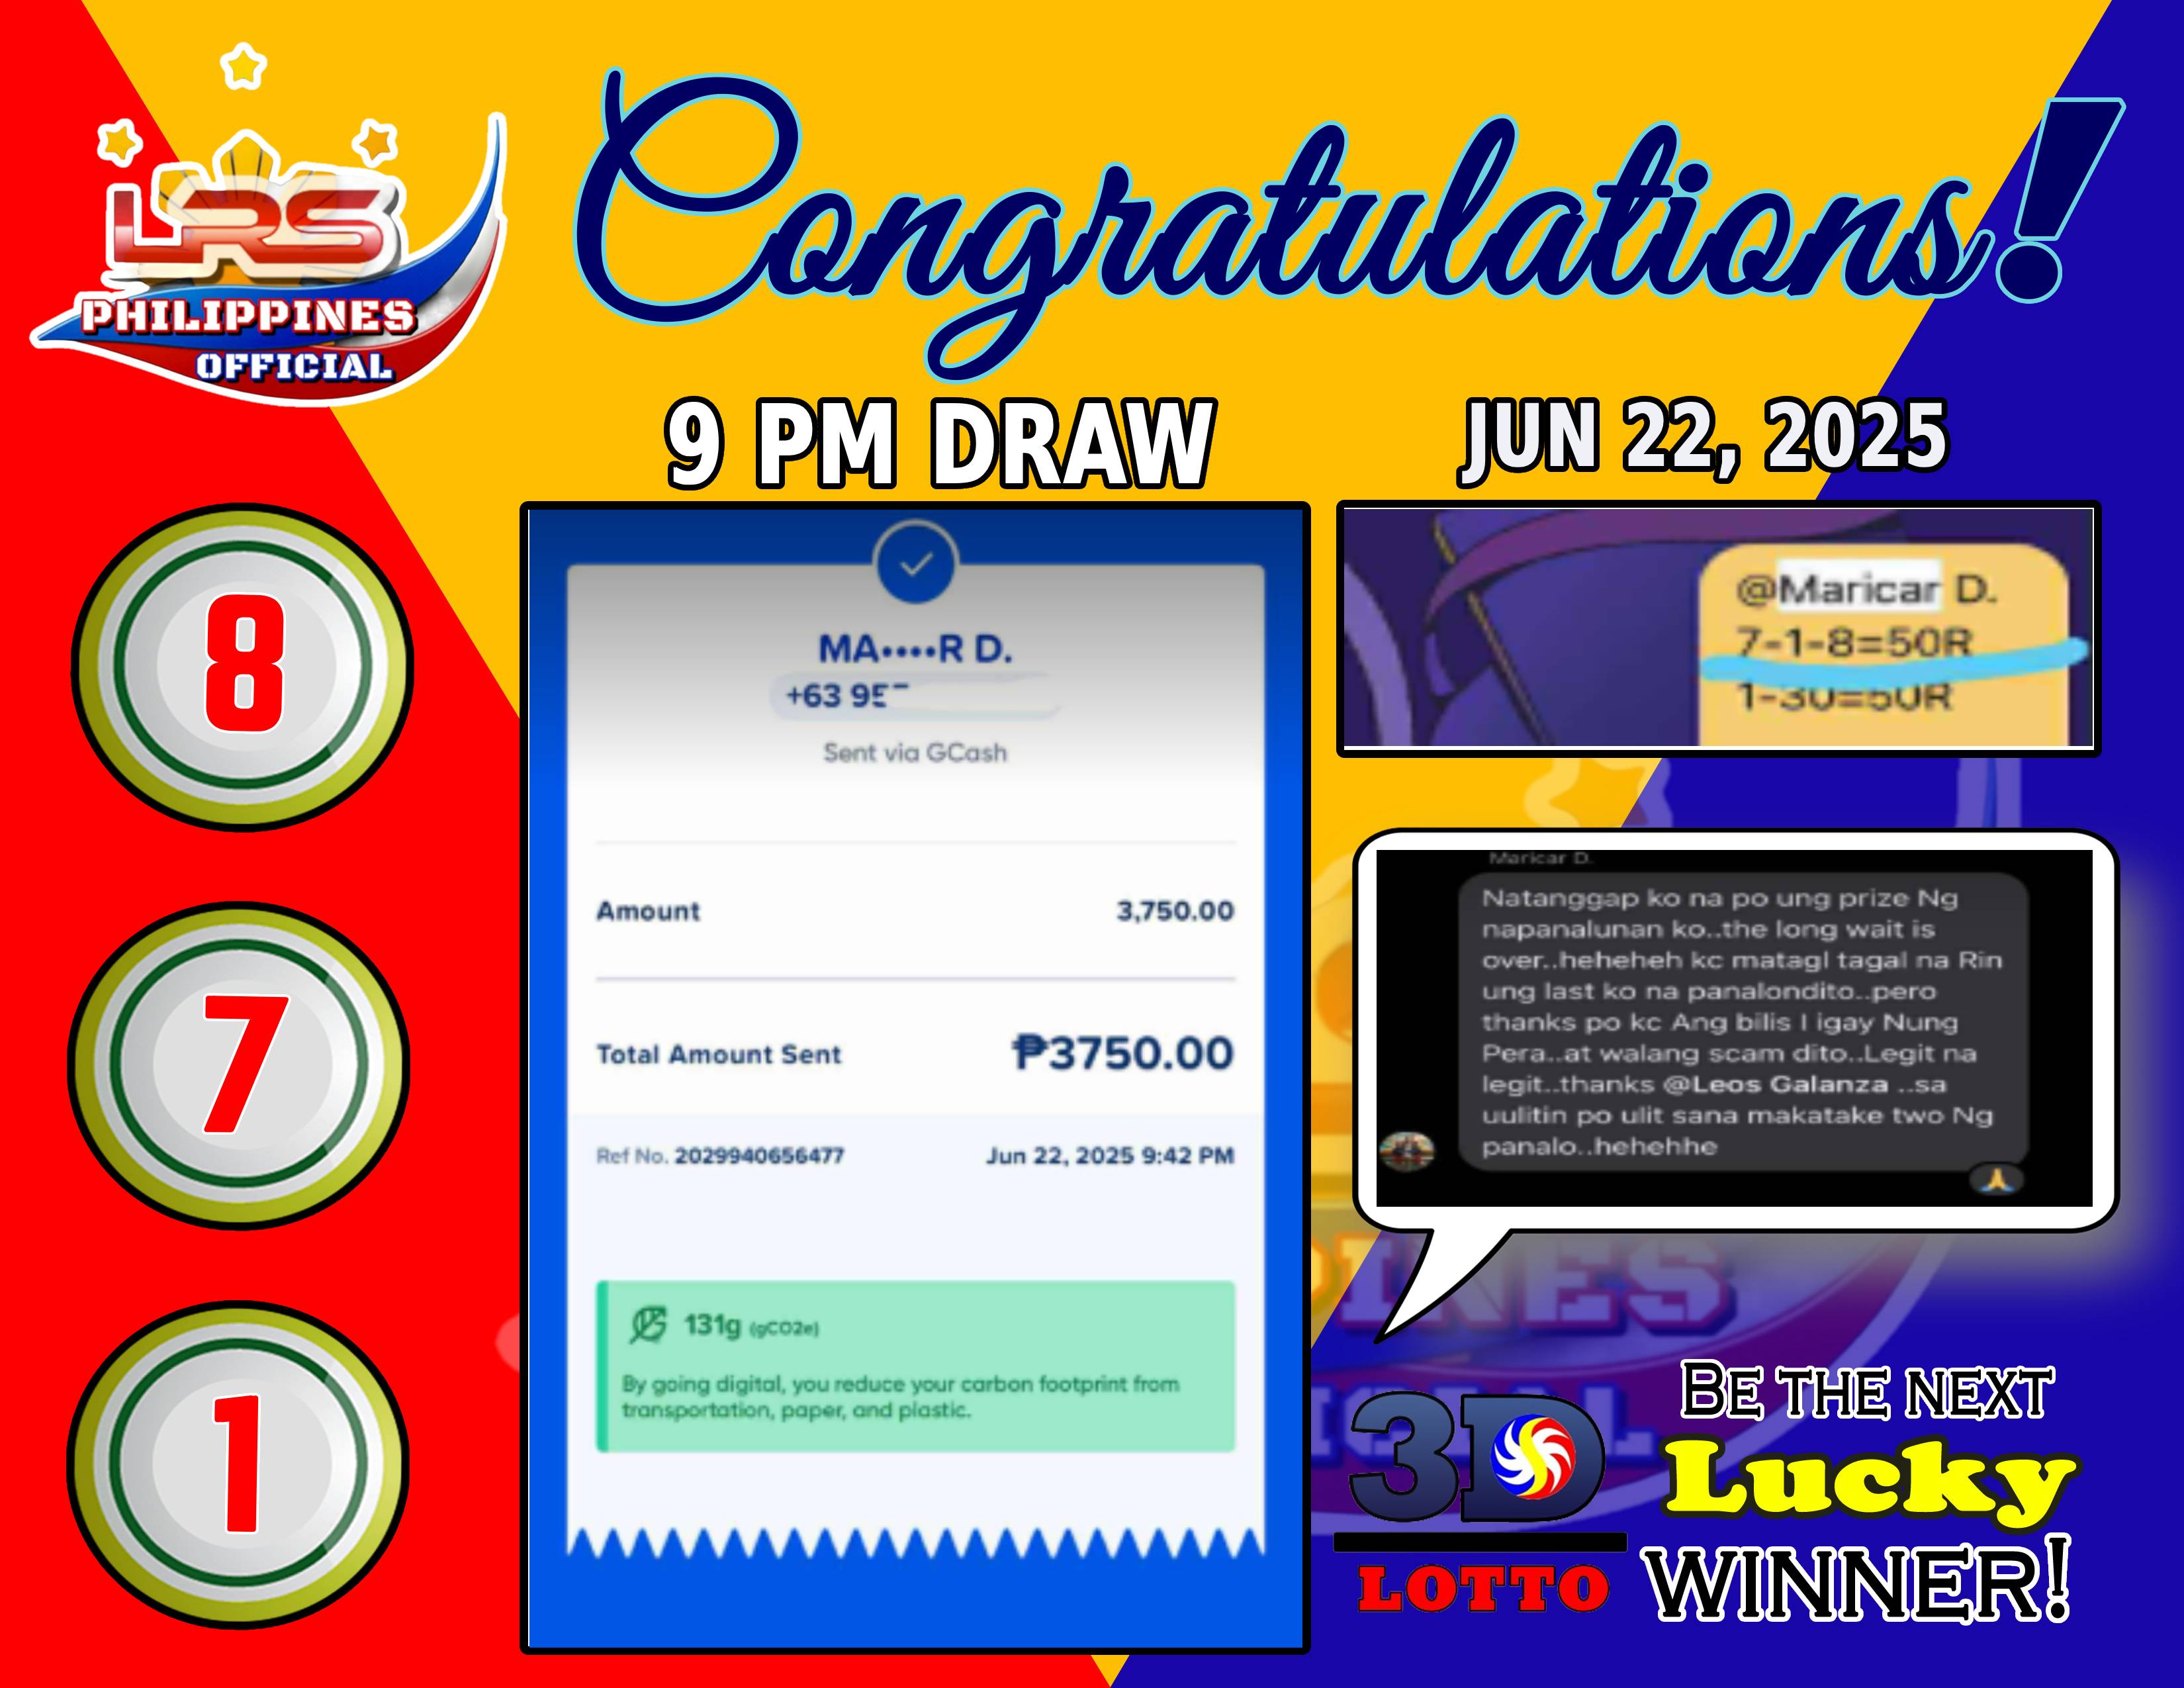 LRS
PHILIPPINES
OFFICIAL
Congratulations!
9 PM DRAW
JUN 22, 2025
8
7
1
MA••••R D.
+63 95
Sent via GCash
Amount 3,750.00
Total Amount Sent ₱3750.00
Ref No. 2029940656477 Jun 22, 2025 9:42 PM
131g (gCO2e)
By going digital, you reduce your carbon footprint from
transportation, paper, and plastic.
@Maricar D.
7-1-8=50R
1-30=50R
Maricar D.
Natanggap ko na po ung prize Ng
napanalunan ko..the long wait is
over..heheheh kc matagl tagal na Rin
ung last ko na panalondito..pero
thanks po kc Ang bilis I igay Nung
Pera..at walang scam dito..Legit na
legit..thanks @Leos Galanza ..sa
uulitin po ulit sana makatake two Ng
panalo..hehehhe
3D
LOTTO
BE THE NEXT
Lucky
WINNER!